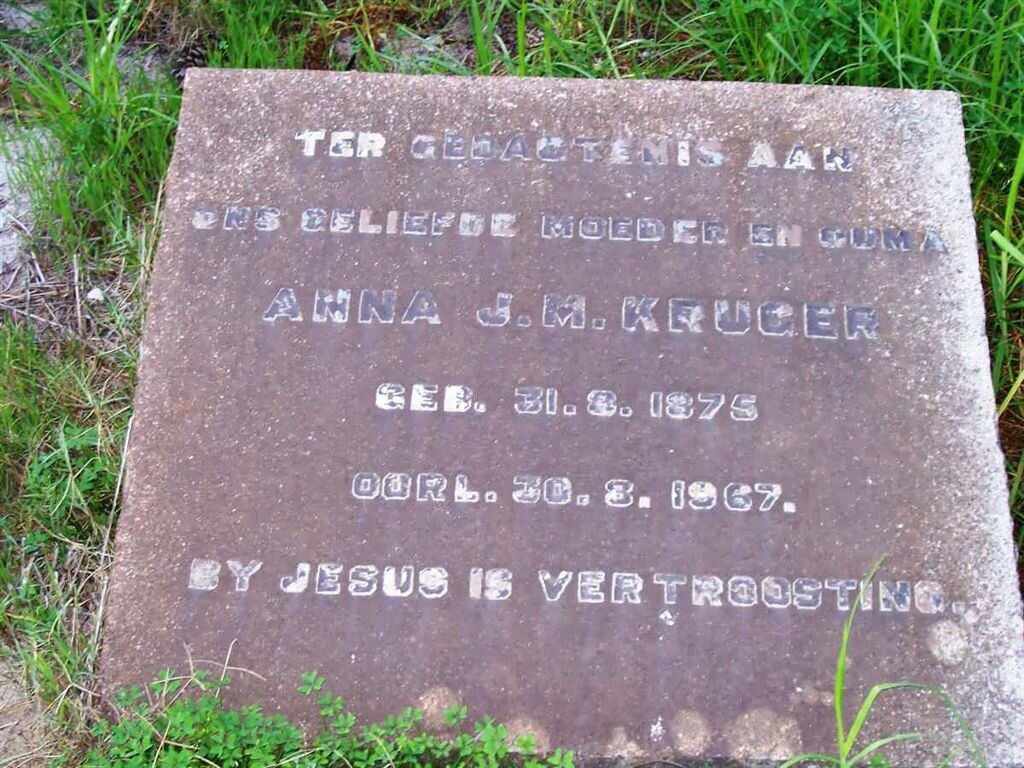 TER GEDAGTENIS AAN
ONS GELIEFDE MOEDER EN OUMA
ANNA J.M. KRUGER
GEB. 31. 8. 1875
OORL. 30. 3. 1967.
BY JESUS IS VERTROOSTING.